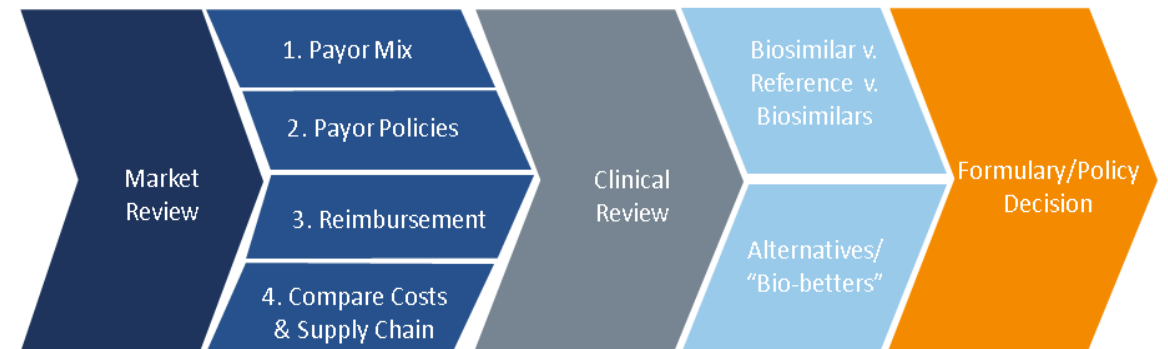 Market
Review
1. Payor Mix
2. Payor Policies
3. Reimbursement
4. Compare Costs
& Supply Chain
Clinical
Review
Biosimilar v.
Reference v.
Biosimilars
Alternatives/
“Bio-betters”
Formulary/Policy
Decision